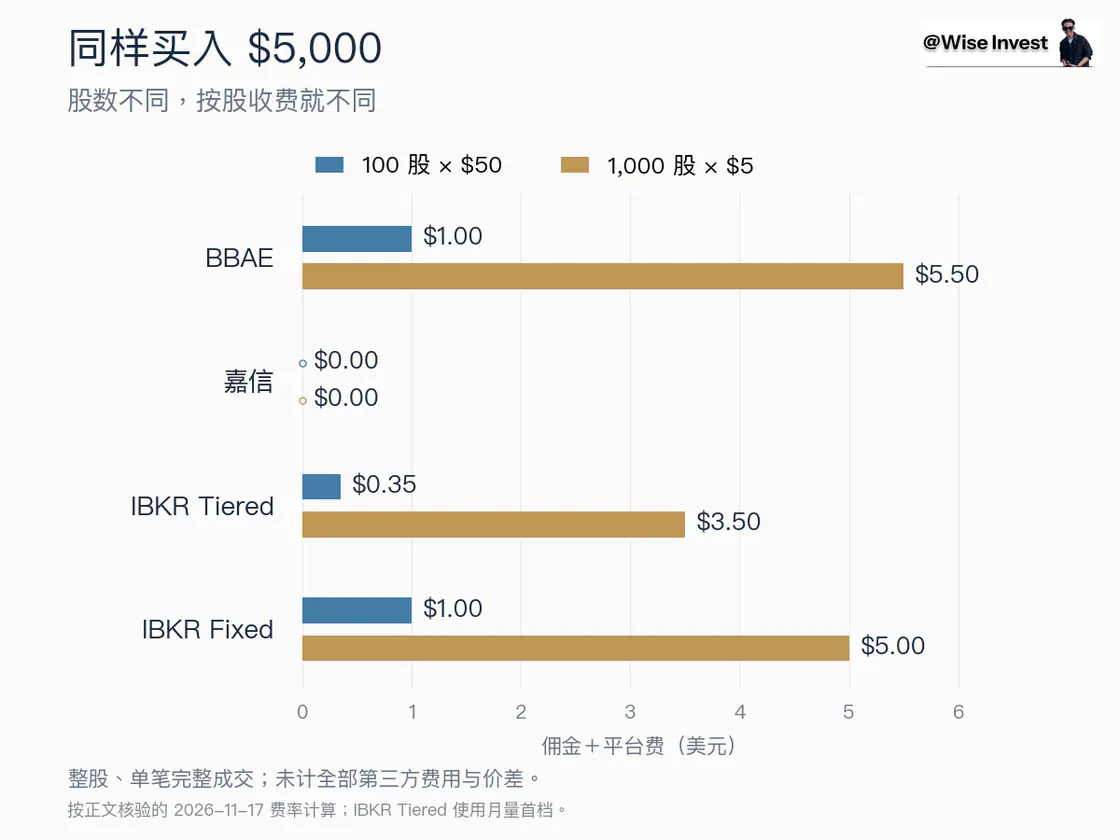 同样买入 $5,000
@Wise Invest
股数不同，按股收费就不同
100 股 × $50
1,000 股 × $5
BBAE
$1.00
$5.50
嘉信
$0.00
$0.00
IBKR Tiered
$0.35
$3.50
IBKR Fixed
$1.00
$5.00
0 1 2 3 4 5 6
佣金＋平台费（美元）
整股、单笔完整成交；未计全部第三方费用与价差。
按正文核验的 2026–11–17 费率计算；IBKR Tiered 使用月量首档。